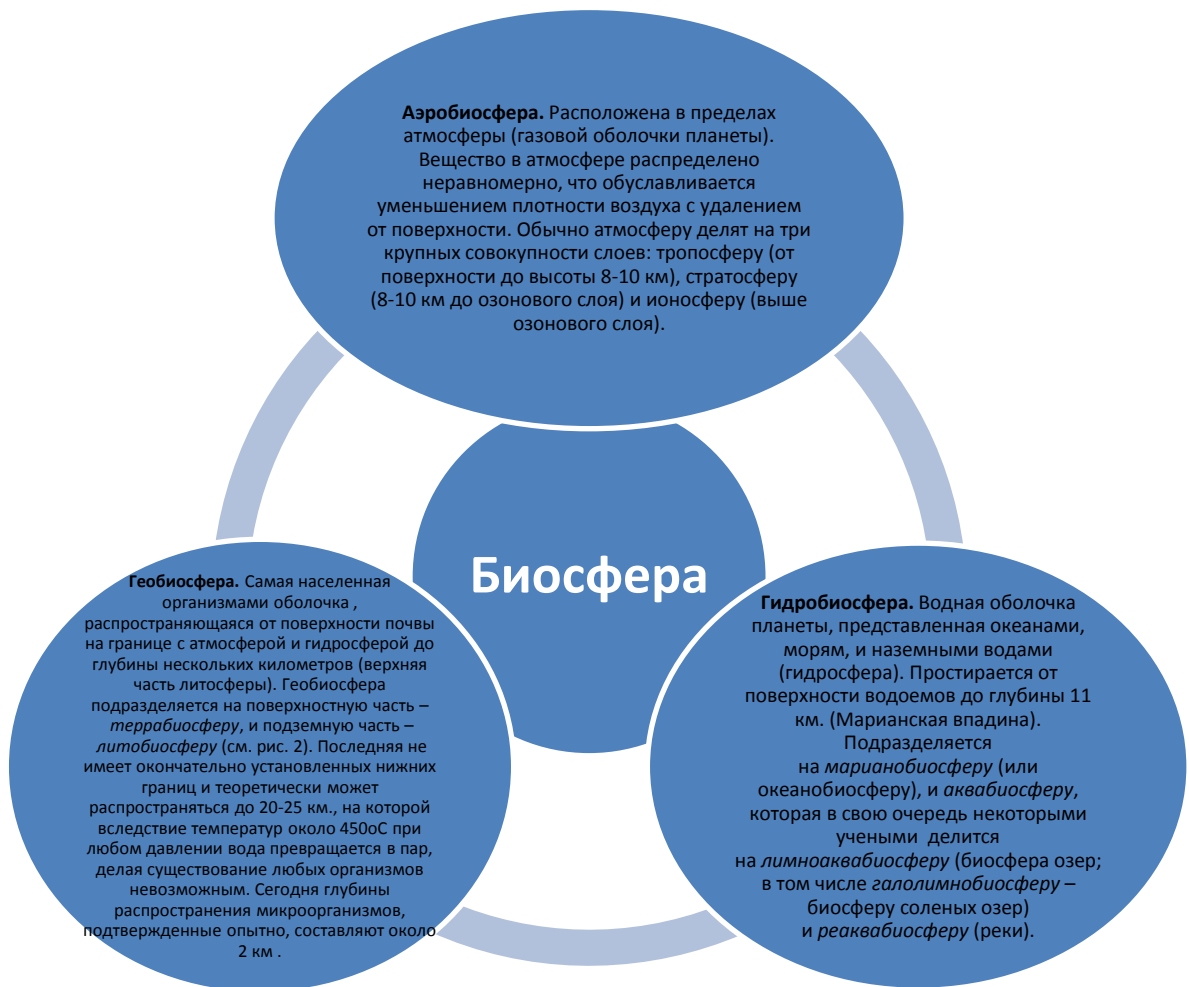 Аэробиосфера. Расположена в пределах
атмосферы (газовой оболочки планеты).
Вещество в атмосфере распределено
неравномерно, что обуславливается
уменьшением плотности воздуха с удалением
от поверхности. Обычно атмосферу делят на три
крупных совокупности слоев: тропосферу (от
поверхности до высоты 8-10 км), стратосферу
(8-10 км до озонового слоя) и ионосферу (выше
озонового слоя).
Биосфера
Геобиосфера. Самая населенная
организмами оболочка ,
распространяющаяся от поверхности почвы
на границе с атмосферой и гидросферой до
глубины нескольких километров (верхняя
часть литосферы). Геобиосфера
подразделяется на поверхностную часть –
террабиосферу, и подземную часть –
литобиосферу (см. рис. 2). Последняя не
имеет окончательно установленных нижних
границ и теоретически может
распространяться до 20-25 км., на которой
вследствие температур около 450оС при
любом давлении вода превращается в пар,
делая существование любых организмов
невозможным. Сегодня глубины
распространения микроорганизмов,
подтвержденные опытно, составляют около
2 км .
Гидробиосфера. Водная оболочка
планеты, представленная океанами,
морям, и наземными водами
(гидросфера). Простирается от
поверхности водоемов до глубины 11
км. (Марианская впадина).
Подразделяется
на марианобиосферу (или
океанобиосферу), и аквабиосферу,
которая в свою очередь некоторыми
учеными делится
на лимноаквабиосферу (биосфера озер;
в том числе галолимнобиосферу –
биосферу соленых озер)
и реаквабиосферу (реки).